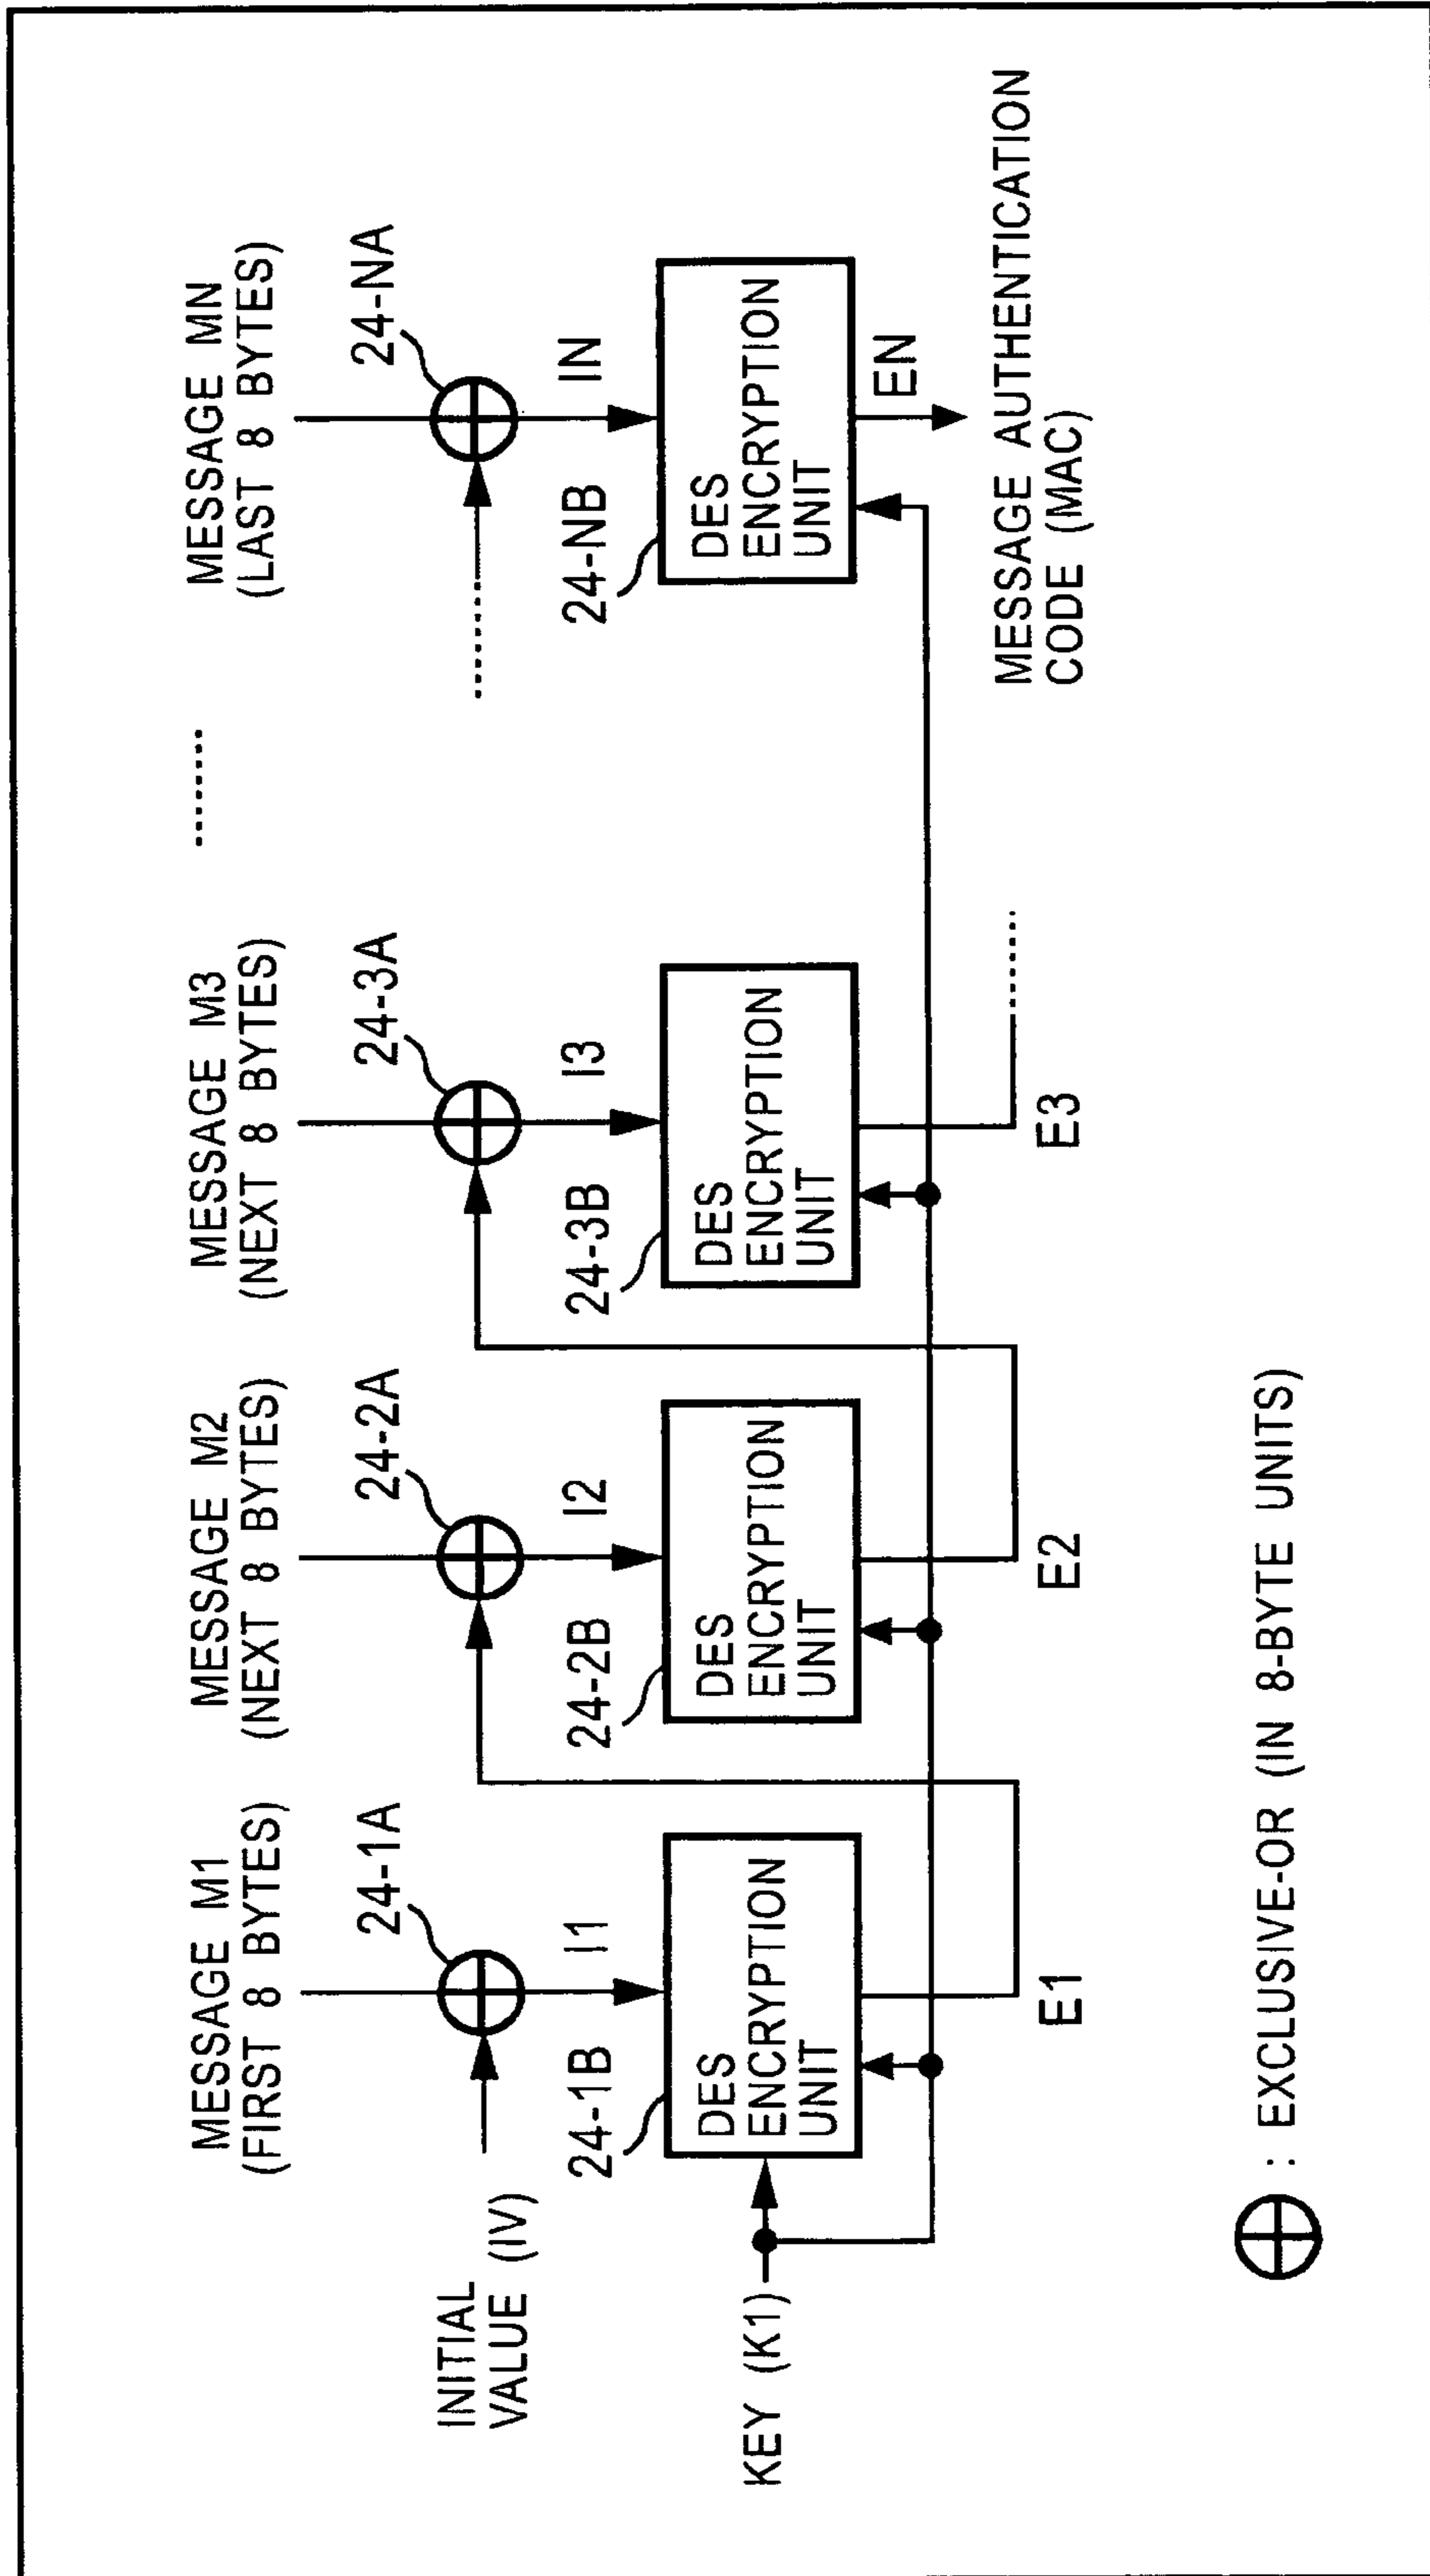 MESSAGE M1
(FIRST 8 BYTES)
MESSAGE M2
(NEXT 8 BYTES)
MESSAGE M3
(NEXT 8 BYTES)
........
MESSAGE MN
(LAST 8 BYTES)
24-1A
24-2A
24-3A
24-NA
INITIAL
VALUE (IV)
I1
I2
I3
IN
24-1B
24-2B
24-3B
24-NB
KEY (K1)
DES
ENCRYPTION
UNIT
DES
ENCRYPTION
UNIT
DES
ENCRYPTION
UNIT
DES
ENCRYPTION
UNIT
E1
E2
E3
EN
MESSAGE AUTHENTICATION
CODE (MAC)
: EXCLUSIVE-OR (IN 8-BYTE UNITS)